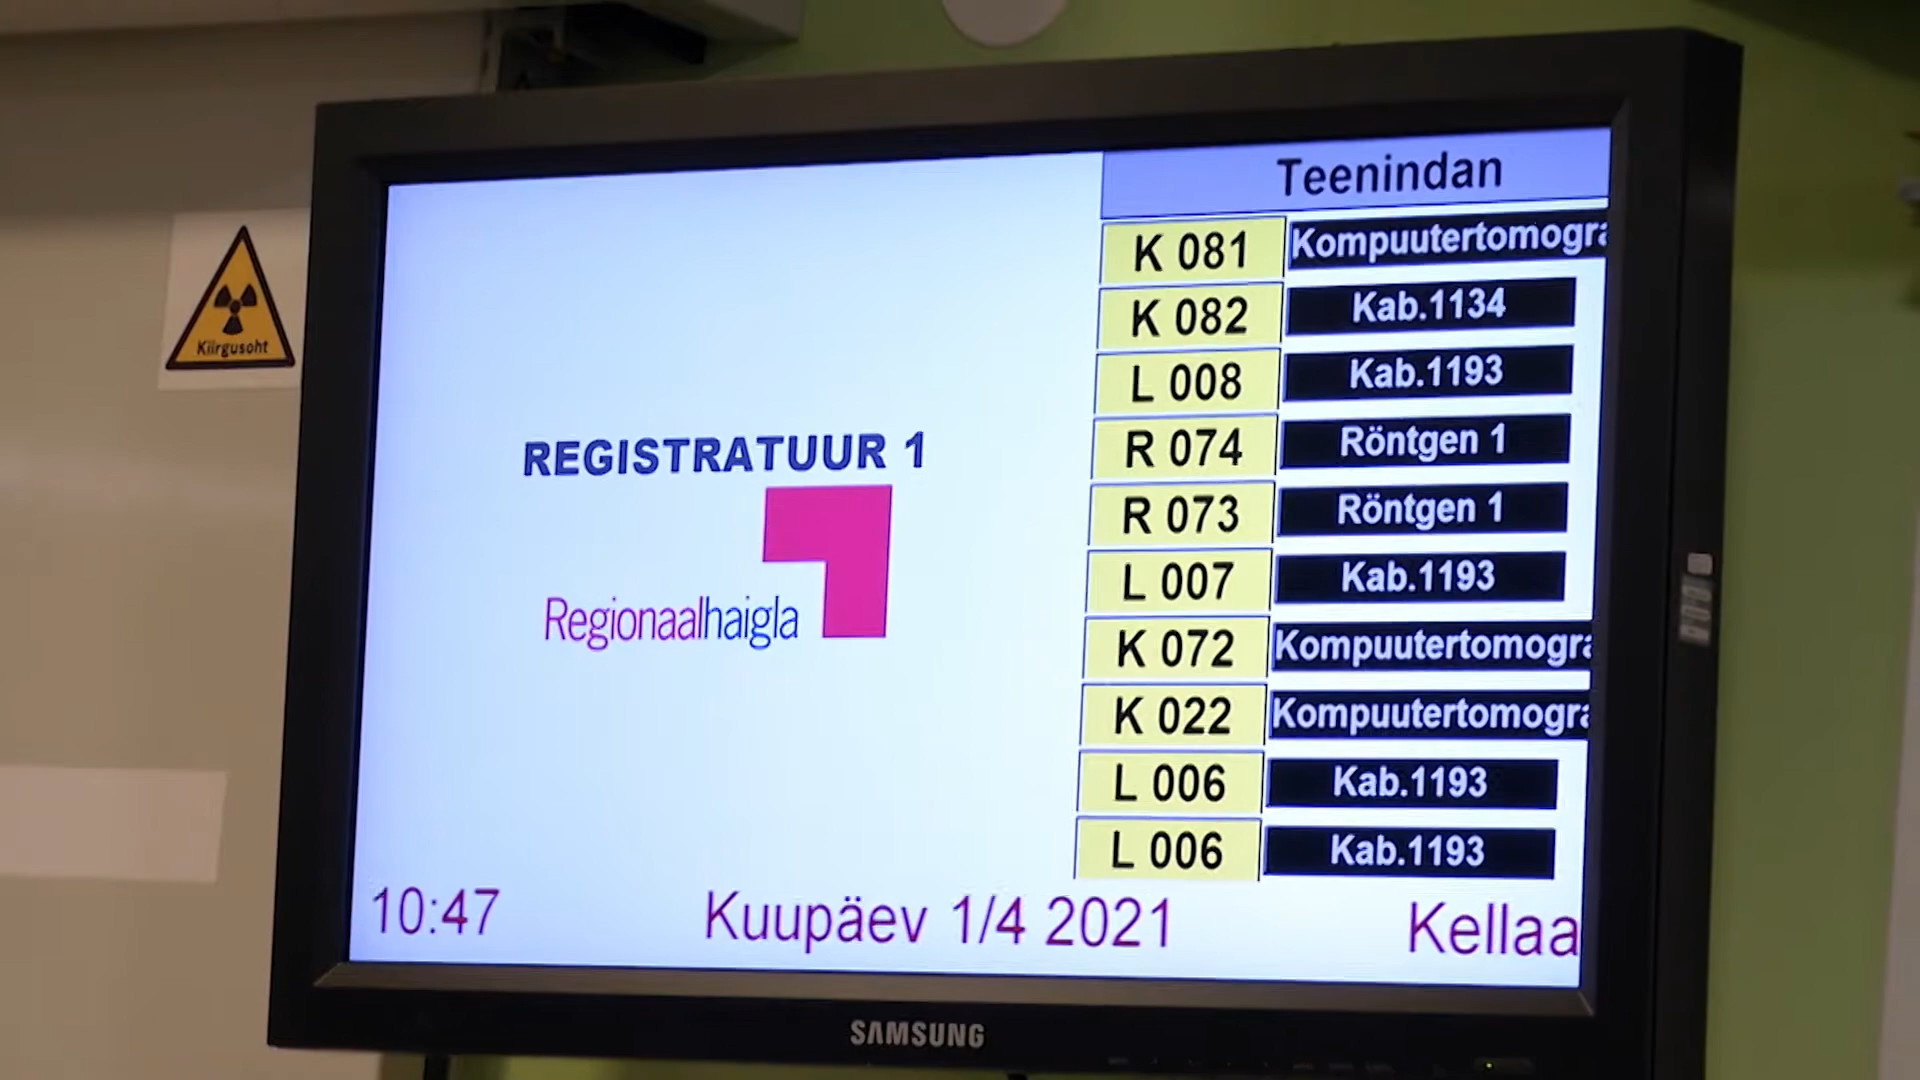 Kiirgusoht
REGISTRATUUR 1
Regionaalhaigla
Teenindan
K 081 Kompuutertomogra
K 082 Kab.1134
L 008 Kab.1193
R 074 Röntgen 1
R 073 Röntgen 1
L 007 Kab.1193
K 072 Kompuutertomogra
K 022 Kompuutertomogra
L 006 Kab.1193
L 006 Kab.1193
10:47 Kuupäev 1/4 2021 Kellaa
SAMSUNG